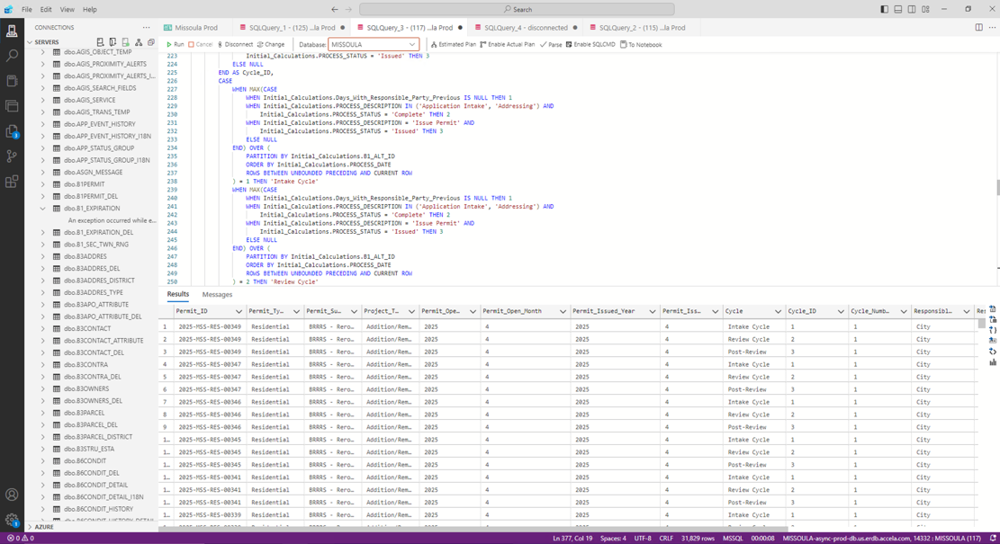 File Edit View Help Search
CONNECTIONS
SERVERS
dbo.AGIS_OBJECT_TEMP
dbo.AGIS_PROXIMITY_ALERTS
dbo.AGIS_PROXIMITY_ALERTS_I...
dbo.AGIS_SEARCH_FIELDS
dbo.AGIS_SERVICE
dbo.AGIS_TRANS_TEMP
dbo.APP_EVENT_HISTORY
dbo.APP_EVENT_HISTORY_I18N
dbo.APP_STATUS_GROUP
dbo.APP_STATUS_GROUP_I18N
dbo.ASGN_MESSAGE
dbo.B1PERMIT
dbo.B1PERMIT_DEL
dbo.B1_EXPIRATION
An exception occurred while e...
dbo.B1_EXPIRATION_DEL
dbo.B1_SEC_TWN_RNG
dbo.B3ADDRES
dbo.B3ADDRES_DEL
dbo.B3ADDRES_DISTRICT
dbo.B3ADDRES_TYPE
dbo.B3APO_ATTRIBUTE
dbo.B3APO_ATTRIBUTE_DEL
dbo.B3CONTACT
dbo.B3CONTACT_ATTRIBUTE
dbo.B3CONTACT_DEL
dbo.B3CONTRA
dbo.B3CONTRA_DEL
dbo.B3OWNERS
dbo.B3OWNERS_DEL
dbo.B3PARCEL
dbo.B3PARCEL_DEL
dbo.B3PARCEL_DISTRICT
dbo.B3STRU_ESTA
dbo.B6CONDIT
dbo.B6CONDIT_DEL
dbo.B6CONDIT_DETAIL
dbo.B6CONDIT_DETAIL_I18N
dbo.B6CONDIT_HISTORY
dbo.B6CONDIT_HISTORY_DETAIL
AZURE
Missoula Prod SQLQuery_1 - (125) ...la Prod SQLQuery_3 - (117) ...la Prod SQLQuery_4 - disconnected SQLQuery_2 - (115) ...la Prod
Run Cancel Disconnect Change Database: MISSOULA Estimated Plan Enable Actual Plan Parse Enable SQLCMD To Notebook
223 Initial_Calculations.PROCESS_STATUS = 'Issued' THEN 3
224 ELSE NULL
225 END AS Cycle_ID,
226 CASE
227 WHEN MAX(CASE
228 WHEN Initial_Calculations.Days_With_Responsible_Party_Previous IS NULL THEN 1
229 WHEN Initial_Calculations.PROCESS_DESCRIPTION IN ('Application Intake', 'Addressing') AND
230 Initial_Calculations.PROCESS_STATUS = 'Complete' THEN 2
231 WHEN Initial_Calculations.PROCESS_DESCRIPTION = 'Issue Permit' AND
232 Initial_Calculations.PROCESS_STATUS = 'Issued' THEN 3
233 ELSE NULL
234 END) OVER (
235 PARTITION BY Initial_Calculations.B1_ALT_ID
236 ORDER BY Initial_Calculations.PROCESS_DATE
237 ROWS BETWEEN UNBOUNDED PRECEDING AND CURRENT ROW
238 ) = 1 THEN 'Intake Cycle'
239 WHEN MAX(CASE
240 WHEN Initial_Calculations.Days_With_Responsible_Party_Previous IS NULL THEN 1
241 WHEN Initial_Calculations.PROCESS_DESCRIPTION IN ('Application Intake', 'Addressing') AND
242 Initial_Calculations.PROCESS_STATUS = 'Complete' THEN 2
243 WHEN Initial_Calculations.PROCESS_DESCRIPTION = 'Issue Permit' AND
244 Initial_Calculations.PROCESS_STATUS = 'Issued' THEN 3
245 ELSE NULL
246 END) OVER (
247 PARTITION BY Initial_Calculations.B1_ALT_ID
248 ORDER BY Initial_Calculations.PROCESS_DATE
249 ROWS BETWEEN UNBOUNDED PRECEDING AND CURRENT ROW
250 ) = 2 THEN 'Review Cycle'
Results Messages
Permit_ID Permit_Ty... Permit_Su... Project_T... Permit_Ope... Permit_Open_Month Permit_Issued_Year Permit_Iss... Cycle Cycle_ID Cycle_Numb... Responsibl... Res
1 2025-MSS-RES-00349 Residential BRRRS - Rero... Addition/Rem... 2025 4 2025 4 Intake Cycle 1 1 City
2 2025-MSS-RES-00349 Residential BRRRS - Rero... Addition/Rem... 2025 4 2025 4 Review Cycle 2 1 City
3 2025-MSS-RES-00349 Residential BRRRS - Rero... Addition/Rem... 2025 4 2025 4 Post-Review 3 1 City
4 2025-MSS-RES-00347 Residential BRRRS - Rero... Addition/Rem... 2025 4 2025 4 Intake Cycle 1 1 City
5 2025-MSS-RES-00347 Residential BRRRS - Rero... Addition/Rem... 2025 4 2025 4 Review Cycle 2 1 City
6 2025-MSS-RES-00347 Residential BRRRS - Rero... Addition/Rem... 2025 4 2025 4 Post-Review 3 1 City
7 2025-MSS-RES-00346 Residential BRRRS - Rero... Addition/Rem... 2025 4 2025 4 Intake Cycle 1 1 City
8 2025-MSS-RES-00346 Residential BRRRS - Rero... Addition/Rem... 2025 4 2025 4 Review Cycle 2 1 City
9 2025-MSS-RES-00346 Residential BRRRS - Rero... Addition/Rem... 2025 4 2025 4 Post-Review 3 1 City
1... 2025-MSS-RES-00345 Residential BRRRS - Rero... Addition/Rem... 2025 4 2025 4 Intake Cycle 1 1 City
1... 2025-MSS-RES-00345 Residential BRRRS - Rero... Addition/Rem... 2025 4 2025 4 Review Cycle 2 1 City
1... 2025-MSS-RES-00345 Residential BRRRS - Rero... Addition/Rem... 2025 4 2025 4 Post-Review 3 1 City
1... 2025-MSS-RES-00341 Residential BRRRS - Rero... Addition/Rem... 2025 4 2025 4 Intake Cycle 1 1 City
1... 2025-MSS-RES-00341 Residential BRRRS - Rero... Addition/Rem... 2025 4 2025 4 Review Cycle 2 1 City
1... 2025-MSS-RES-00341 Residential BRRRS - Rero... Addition/Rem... 2025 4 2025 4 Post-Review 3 1 City
1... 2025-MSS-RES-00339 Residential BRRRS - Rero... Addition/Rem... 2025 4 2025 4 Intake Cycle 1 1 City
0 0 Ln 377, Col 19 Spaces: 4 UTF-8 CRLF 31,829 rows MSSQL 00:00:08 MISSOULA-async-prod-db.us.erdb.accela.com, 14332 : MISSOULA (117)